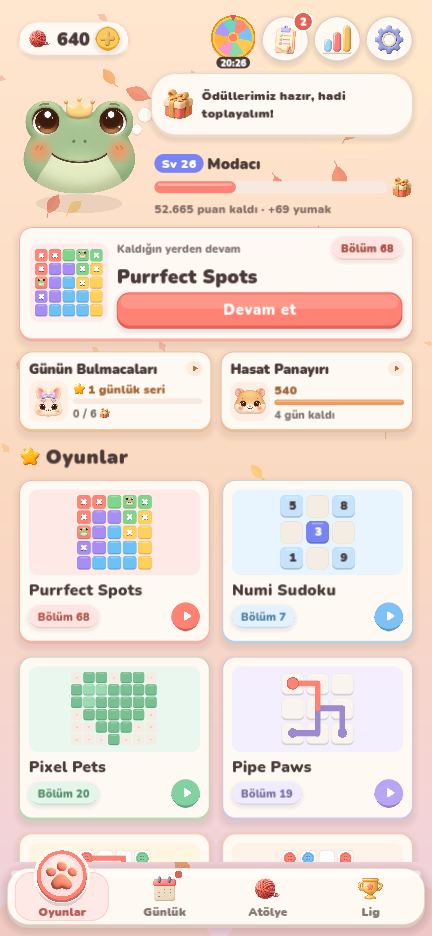 640
2
20:26
Ödüllerimiz hazır, hadi
toplayalım!
Sv 26 Modacı
52.665 puan kaldı · +69 yumak
Kaldığın yerden devam
Bölüm 68
Purrfect Spots
Devam et
Günün Bulmacaları
1 günlük seri
0 / 6
Hasat Panayırı
540
4 gün kaldı
Oyunlar
Purrfect Spots
Bölüm 68
5 8
3
1 9
Numi Sudoku
Bölüm 7
Pixel Pets
Bölüm 20
Pipe Paws
Bölüm 19
Oyunlar
Günlük
Atölye
Lig